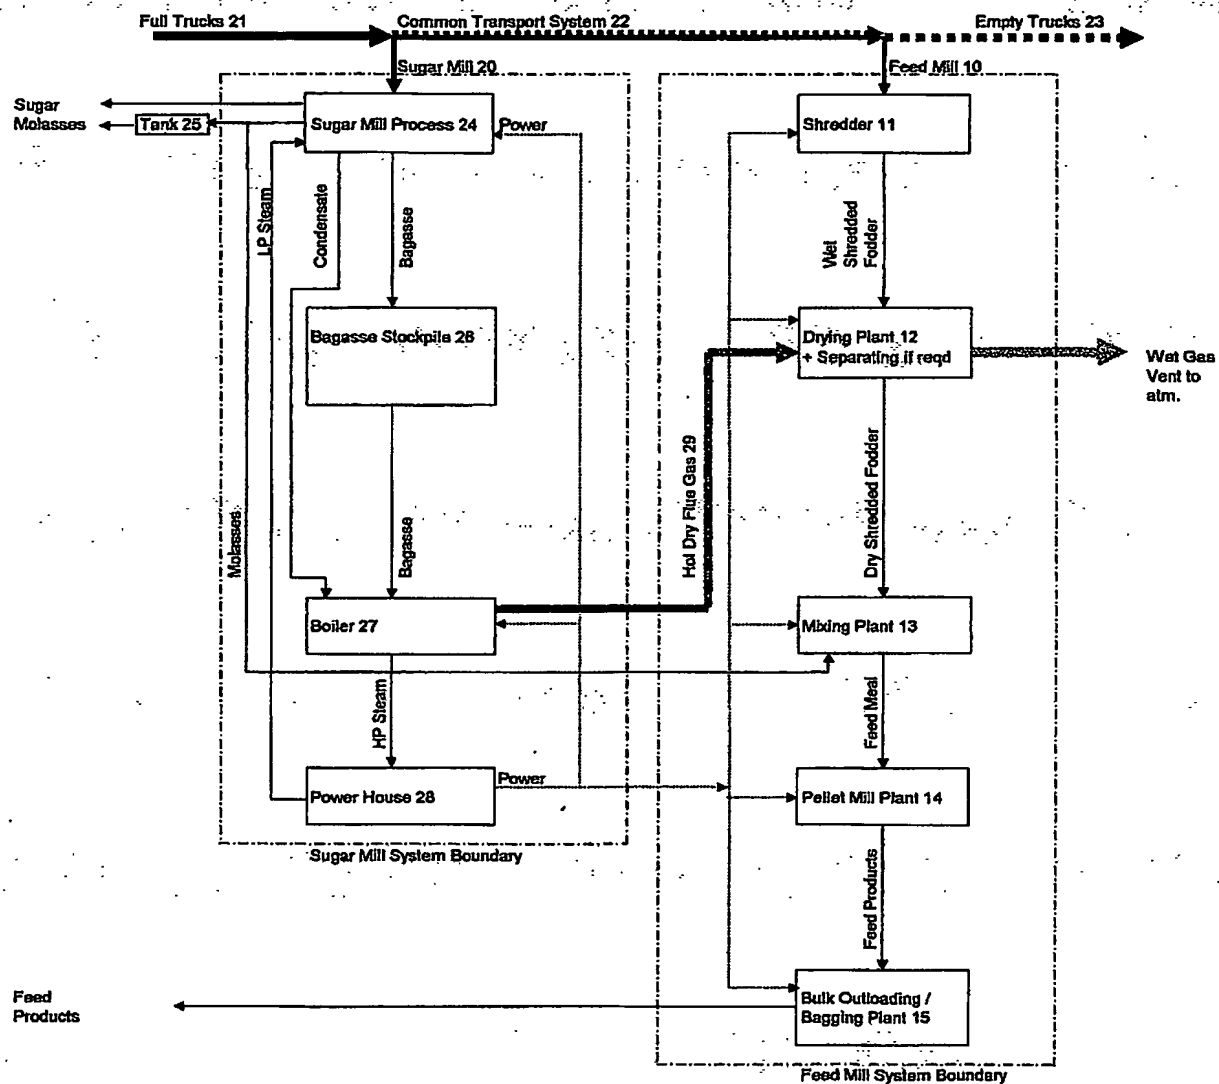 Full Trucks 21
Common Transport System 22
Empty Trucks 23
Sugar Mill 20
Feed Mill 10
Sugar
Molasses
Tank 25
Sugar Mill Process 24
Power
Shredder 11
LP Steam
Condensate
Bagasse
Wet
Shredded
Fodder
Bagasse Stockpile 26
Drying Plant 12
+ Separating if reqd
Wet Gas
Vent to
atm.
Hot Dry Flue Gas 29
Molasses
Bagasse
Dry Shredded Fodder
Boiler 27
Mixing Plant 13
HP Steam
Feed Meal
Power
Power House 28
Pellet Mill Plant 14
Sugar Mill System Boundary
Feed Products
Feed
Products
Bulk Outloading /
Bagging Plant 15
Feed Mill System Boundary